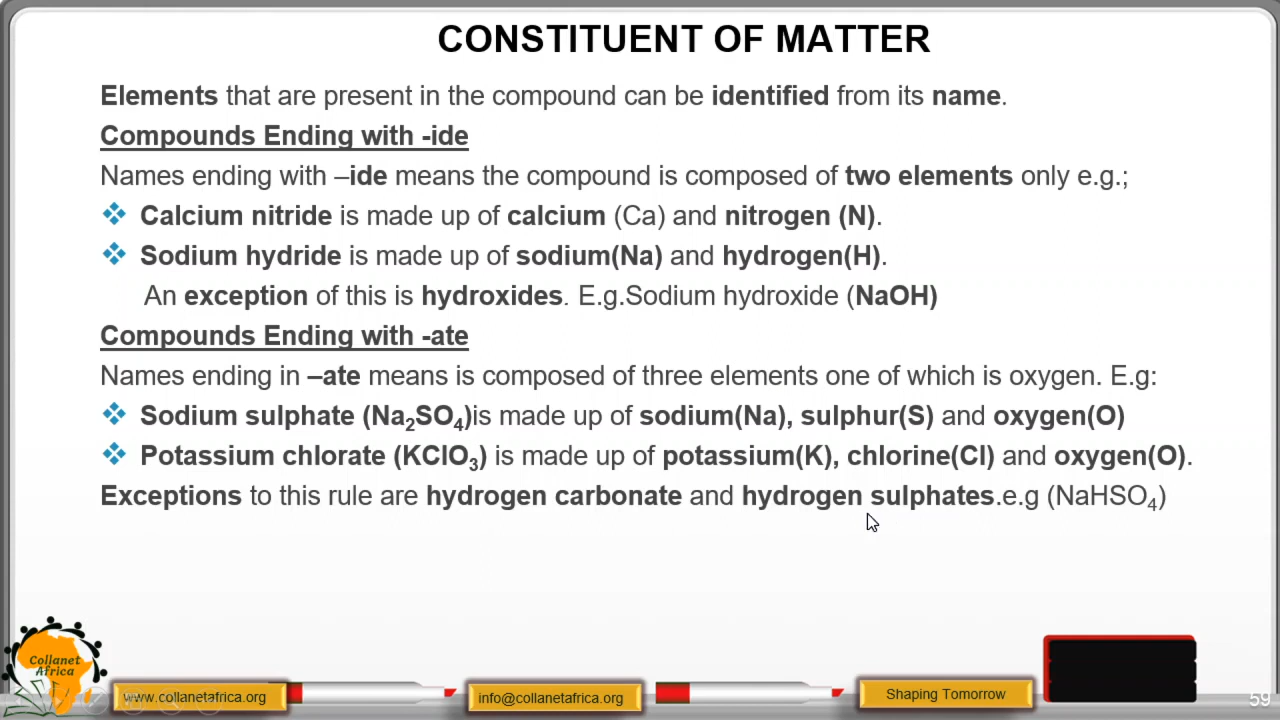 CONSTITUENT OF MATTER
Elements that are present in the compound can be identified from its name.
Compounds Ending with -ide
Names ending with –ide means the compound is composed of two elements only e.g.;
Calcium nitride is made up of calcium (Ca) and nitrogen (N).
Sodium hydride is made up of sodium(Na) and hydrogen(H).
An exception of this is hydroxides. E.g.Sodium hydroxide (NaOH)
Compounds Ending with -ate
Names ending in –ate means is composed of three elements one of which is oxygen. E.g:
Sodium sulphate (Na₂SO₄)is made up of sodium(Na), sulphur(S) and oxygen(O)
Potassium chlorate (KClO₃) is made up of potassium(K), chlorine(Cl) and oxygen(O).
Exceptions to this rule are hydrogen carbonate and hydrogen sulphates.e.g (NaHSO₄)
Collanet
Africa
www.collanetafrica.org
info@collanetafrica.org
Shaping Tomorrow
59